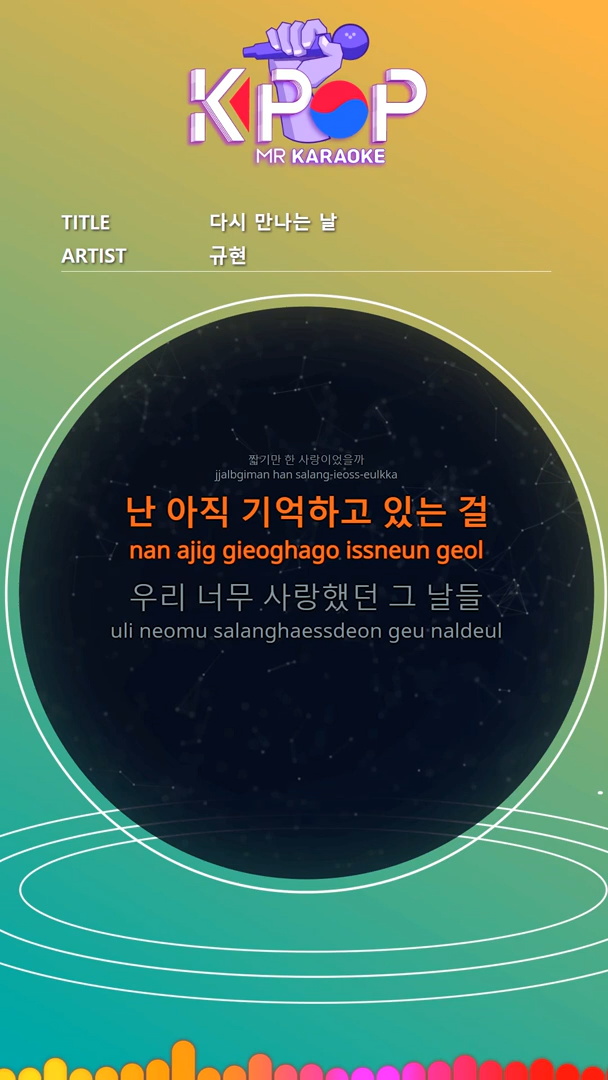 KPOP
MR KARAOKE
TITLE 다시 만나는 날
ARTIST 규현
짧기만 한 사랑이었을까
jjalbgiman han salang-ieoss-eulkka
난 아직 기억하고 있는 걸
nan ajig gieoghago issneun geol
우리 너무 사랑했던 그 날들
uli neomu salanghaessdeon geu naldeul